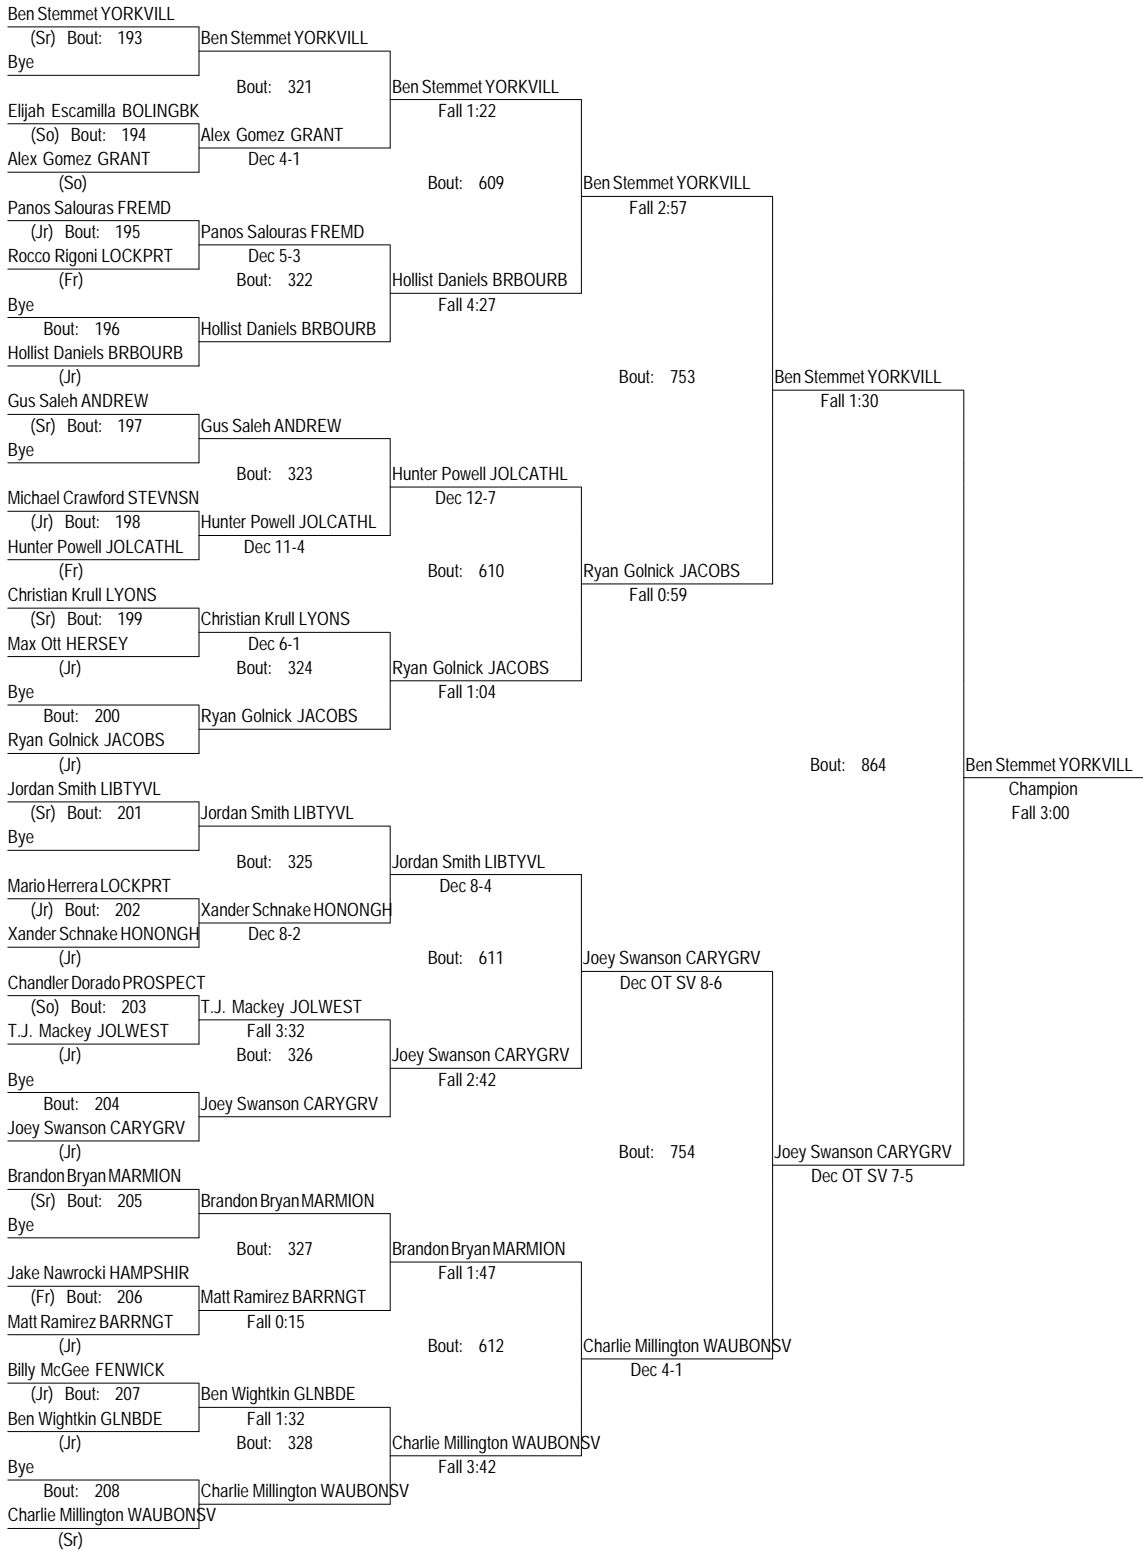 Ben Stemmet YORKVILL
(Sr) Bout: 193 Ben Stemmet YORKVILL
Bye
Bout: 321 Ben Stemmet YORKVILL
Elijah Escamilla BOLINGBK Fall 1:22
(So) Bout: 194 Alex Gomez GRANT
Alex Gomez GRANT Dec 4-1
(So) Bout: 609 Ben Stemmet YORKVILL
Panos Salouras FREMD Fall 2:57
(Jr) Bout: 195 Panos Salouras FREMD
Rocco Rigoni LOCKPRT Dec 5-3
(Fr) Bout: 322 Hollist Daniels BRBOURB
Bye Fall 4:27
Bout: 196 Hollist Daniels BRBOURB
Hollist Daniels BRBOURB
(Jr) Bout: 753 Ben Stemmet YORKVILL
Gus Saleh ANDREW Fall 1:30
(Sr) Bout: 197 Gus Saleh ANDREW
Bye
Bout: 323 Hunter Powell JOLCATHL
Michael Crawford STEVNSN Dec 12-7
(Jr) Bout: 198 Hunter Powell JOLCATHL
Hunter Powell JOLCATHL Dec 11-4
(Fr) Bout: 610 Ryan Golnick JACOBS
Christian Krull LYONS Fall 0:59
(Sr) Bout: 199 Christian Krull LYONS
Max Ott HERSEY Dec 6-1
(Jr) Bout: 324 Ryan Golnick JACOBS
Bye Fall 1:04
Bout: 200 Ryan Golnick JACOBS
Ryan Golnick JACOBS
(Jr) Bout: 864 Ben Stemmet YORKVILL
Jordan Smith LIBTYVL Champion
(Sr) Bout: 201 Jordan Smith LIBTYVL Fall 3:00
Bye
Bout: 325 Jordan Smith LIBTYVL
Mario Herrera LOCKPRT Dec 8-4
(Jr) Bout: 202 Xander Schnake HONONGH
Xander Schnake HONONGH Dec 8-2
(Jr) Bout: 611 Joey Swanson CARYGRV
Chandler Dorado PROSPECT Dec OT SV 8-6
(So) Bout: 203 T.J. Mackey JOLWEST
T.J. Mackey JOLWEST Fall 3:32
(Jr) Bout: 326 Joey Swanson CARYGRV
Bye Fall 2:42
Bout: 204 Joey Swanson CARYGRV
Joey Swanson CARYGRV
(Jr) Bout: 754 Joey Swanson CARYGRV
Brandon Bryan MARMION Dec OT SV 7-5
(Sr) Bout: 205 Brandon Bryan MARMION
Bye
Bout: 327 Brandon Bryan MARMION
Jake Nawrocki HAMPSHIR Fall 1:47
(Fr) Bout: 206 Matt Ramirez BARRNGT
Matt Ramirez BARRNGT Fall 0:15
(Jr) Bout: 612 Charlie Millington WAUBONSV
Billy McGee FENWICK Dec 4-1
(Jr) Bout: 207 Ben Wightkin GLNBDE
Ben Wightkin GLNBDE Fall 1:32
(Jr) Bout: 328 Charlie Millington WAUBONSV
Bye Fall 3:42
Bout: 208 Charlie Millington WAUBONSV
Charlie Millington WAUBONSV
(Sr)